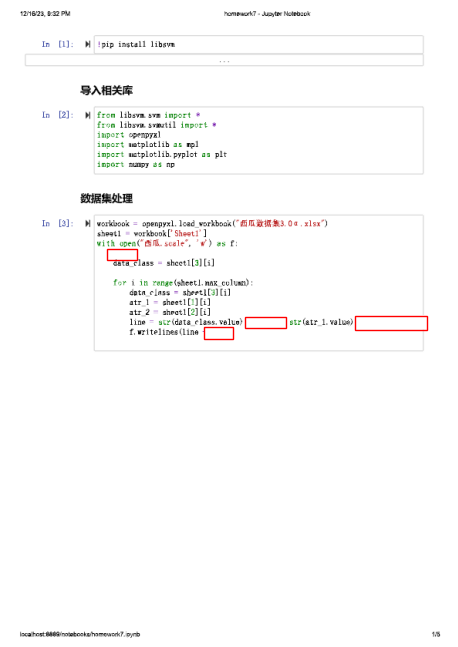 12/16/23, 9:32 PM
homework7 - Jupyter Notebook
In [1]: !pip install libsvm
...
导入相关库
In [2]: from libsvm.svm import *
from libsvm.svmutil import *
import openpyxl
import matplotlib as mpl
import matplotlib.pyplot as plt
import numpy as np
数据集处理
In [3]: workbook = openpyxl.load_workbook("西瓜数据集3.0α.xlsx")
sheet1 = workbook['Sheet1']
with open("西瓜.scale", 'w') as f:
data_class = sheet1[3][i]
for i in range(sheet1.max_column):
data_class = sheet1[3][i]
atr_1 = sheet1[1][i]
atr_2 = sheet1[2][i]
line = str(data_class.value) str(atr_1.value)
f.writelines(line
localhost:8889/notebooks/homework7.ipynb
1/5